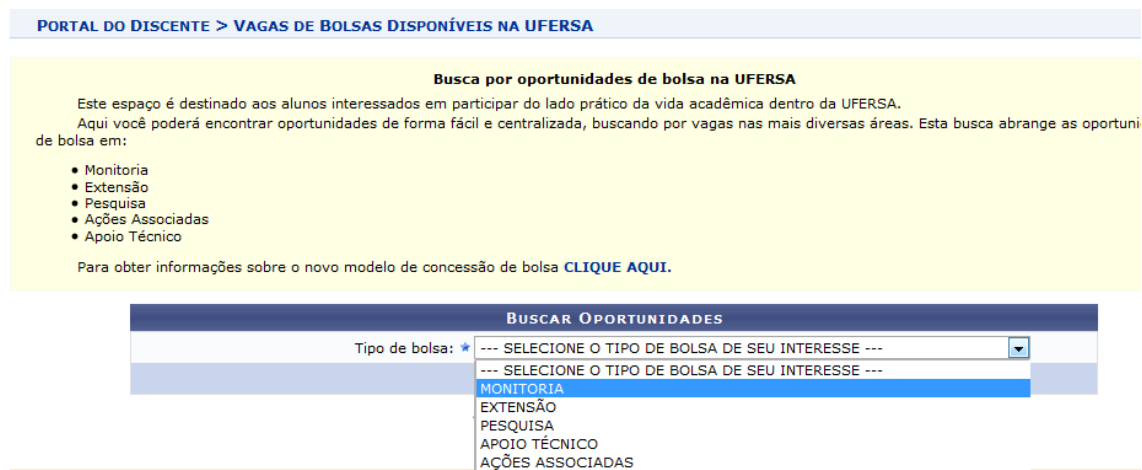 PORTAL DO DISCENTE > VAGAS DE BOLSAS DISPONÍVEIS NA UFERSA
Busca por oportunidades de bolsa na UFERSA
Este espaço é destinado aos alunos interessados em participar do lado prático da vida acadêmica dentro da UFERSA.
Aqui você poderá encontrar oportunidades de forma fácil e centralizada, buscando por vagas nas mais diversas áreas. Esta busca abrange as oportuni
de bolsa em:
• Monitoria
• Extensão
• Pesquisa
• Ações Associadas
• Apoio Técnico
Para obter informações sobre o novo modelo de concessão de bolsa CLIQUE AQUI.
BUSCAR OPORTUNIDADES
Tipo de bolsa: --- SELECIONE O TIPO DE BOLSA DE SEU INTERESSE ---
--- SELECIONE O TIPO DE BOLSA DE SEU INTERESSE ---
MONITORIA
EXTENSÃO
PESQUISA
APOIO TÉCNICO
AÇÕES ASSOCIADAS